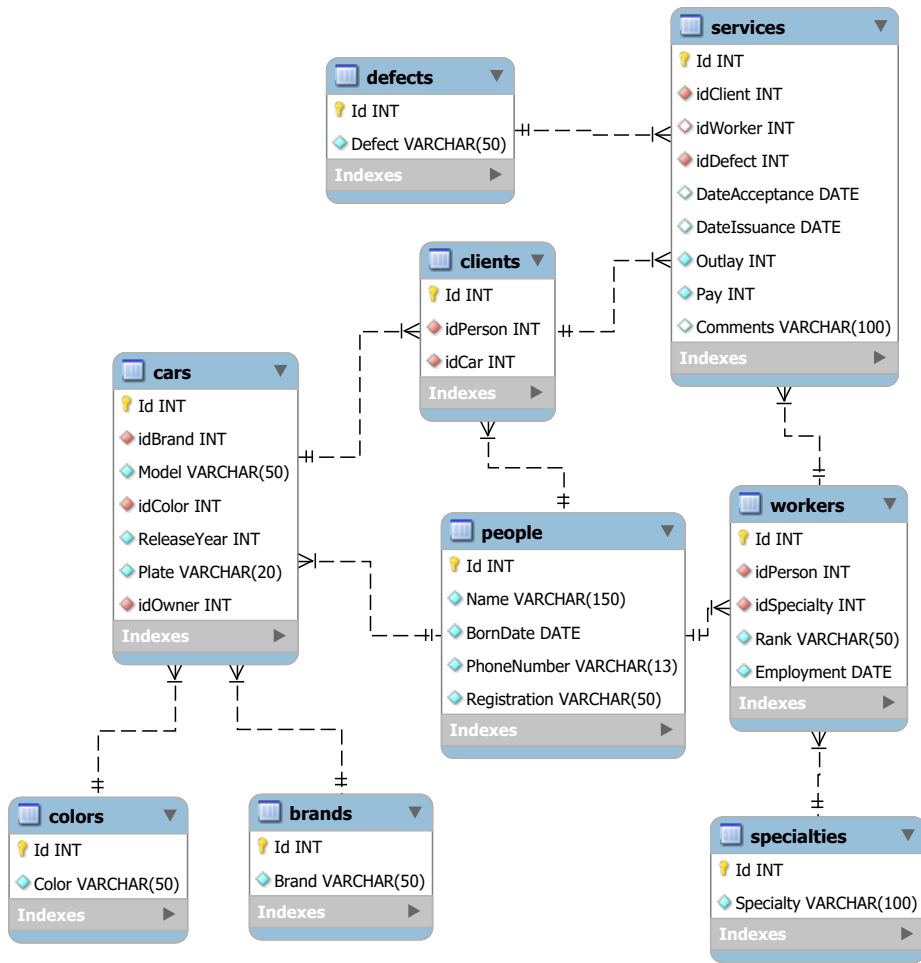 services
Id INT
idClient INT
idWorker INT
idDefect INT
DateAcceptance DATE
DateIssuance DATE
Outlay INT
Pay INT
Comments VARCHAR(100)
Indexes
defects
Id INT
Defect VARCHAR(50)
Indexes
clients
Id INT
idPerson INT
idCar INT
Indexes
cars
Id INT
idBrand INT
Model VARCHAR(50)
idColor INT
ReleaseYear INT
Plate VARCHAR(20)
idOwner INT
Indexes
people
Id INT
Name VARCHAR(150)
BornDate DATE
PhoneNumber VARCHAR(13)
Registration VARCHAR(50)
Indexes
workers
Id INT
idPerson INT
idSpecialty INT
Rank VARCHAR(50)
Employment DATE
Indexes
colors
Id INT
Color VARCHAR(50)
Indexes
brands
Id INT
Brand VARCHAR(50)
Indexes
specialties
Id INT
Specialty VARCHAR(100)
Indexes